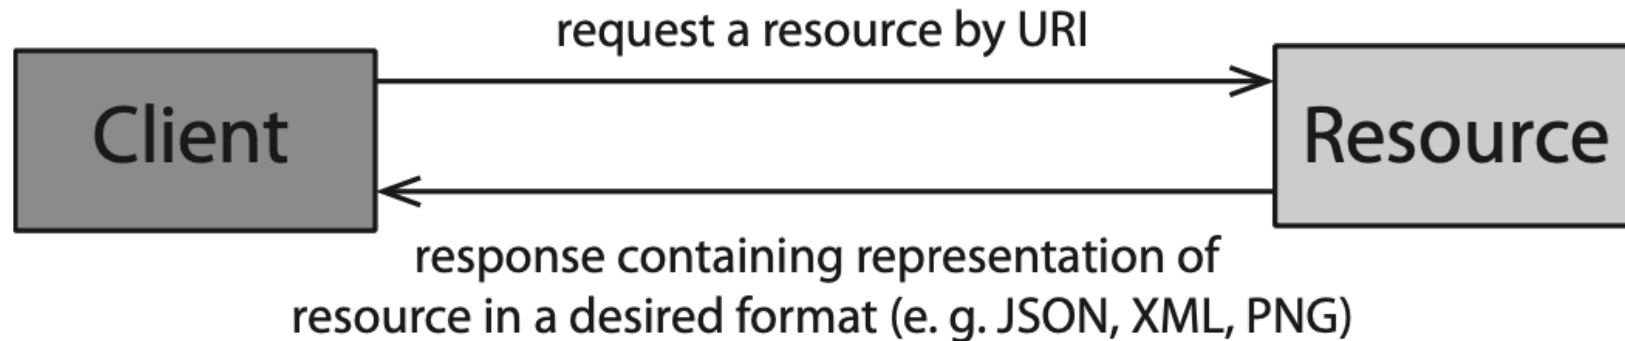 request a resource by URI
Client
Resource
response containing representation of
resource in a desired format (e. g. JSON, XML, PNG)